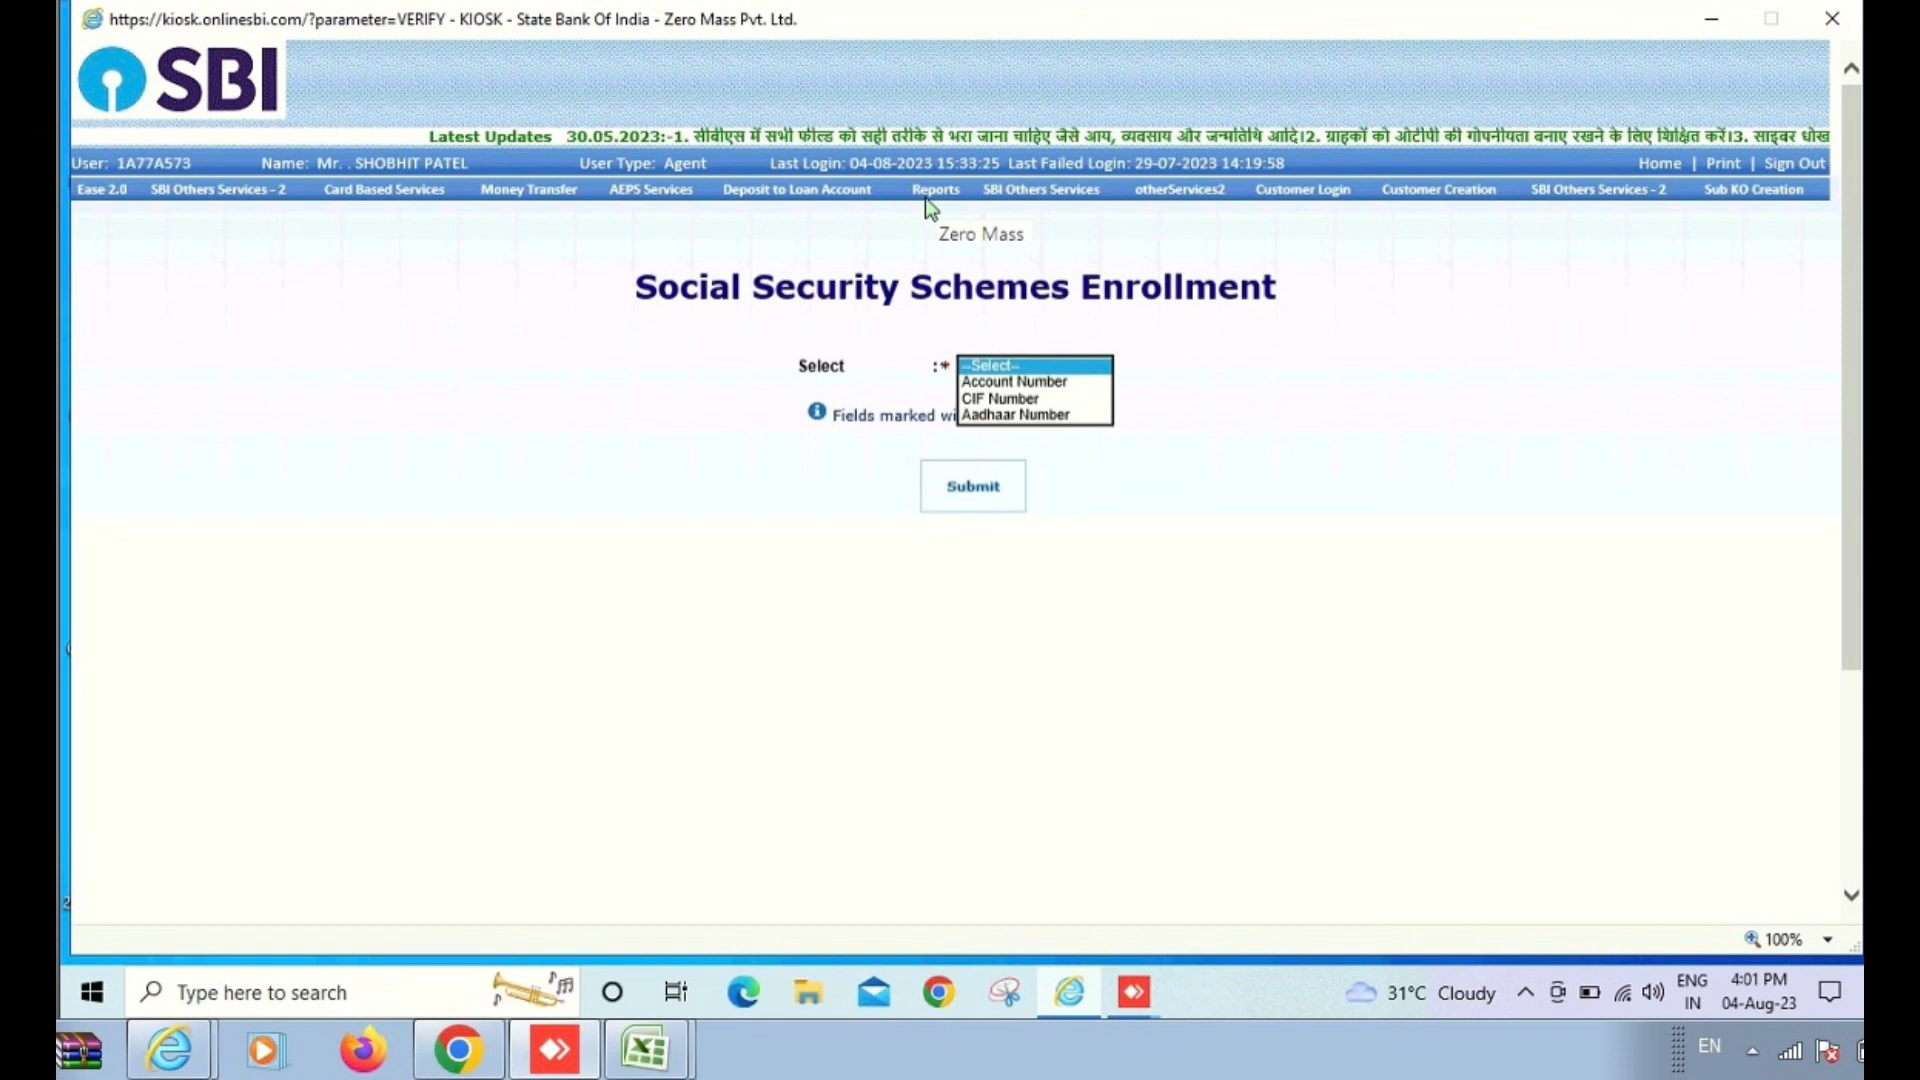 https://kiosk.onlinesbi.com/?parameter=VERIFY - KIOSK - State Bank Of India - Zero Mass Pvt. Ltd.
SBI
Latest Updates 30.05.2023:-1. सीबीएस में सभी फील्ड को सही तरीके से भरा जाना चाहिए जैसे आय, व्यवसाय और जन्मतिथि आदि।2. ग्राहकों को ओटीपी की गोपनीयता बनाए रखने के लिए शिक्षित करें।3. साइबर धोख
User: 1A77A573 Name: Mr. . SHOBHIT PATEL User Type: Agent Last Login: 04-08-2023 15:33:25 Last Failed Login: 29-07-2023 14:19:58 Home | Print | Sign Out
Ease 2.0 SBI Others Services - 2 Card Based Services Money Transfer AEPS Services Deposit to Loan Account Reports SBI Others Services otherServices2 Customer Login Customer Creation SBI Others Services - 2 Sub KO Creation
Zero Mass
Social Security Schemes Enrollment
Select :* --Select--
Account Number
CIF Number
Fields marked wi Aadhaar Number
Submit
100%
Type here to search 31°C Cloudy ENG 4:01 PM
IN 04-Aug-23
EN